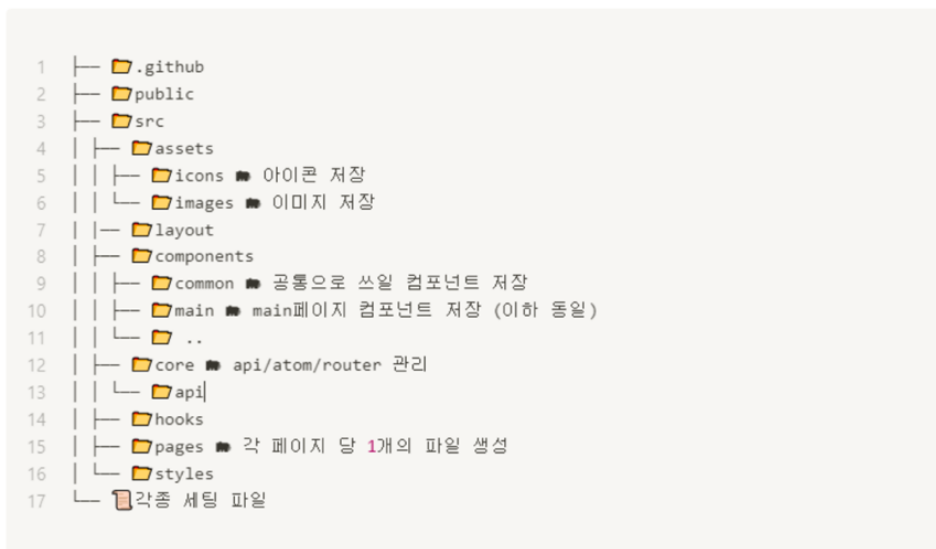 1 ├── 📂.github
2 ├── 📂public
3 ├── 📂src
4 │ ├── 📂assets
5 │ │ ├── 📂icons 아이콘 저장
6 │ │ └── 📂images 이미지 저장
7 │ |── 📂layout
8 │ ├── 📂components
9 │ │ ├── 📂common 공통으로 쓰일 컴포넌트 저장
10 │ │ ├── 📂main main페이지 컴포넌트 저장 (이하 동일)
11 │ │ └── 📂 ..
12 │ ├── 📂core api/atom/router 관리
13 │ │ └── 📂api
14 │ ├── 📂hooks
15 │ ├── 📂pages 각 페이지 당 1개의 파일 생성
16 │ └── 📂styles
17 └── 📜각종 세팅 파일